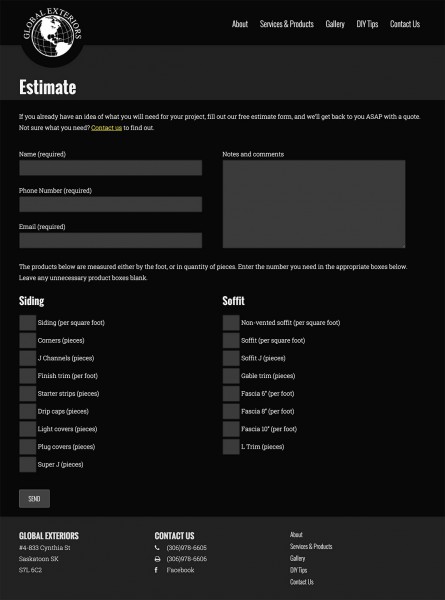 GLOBAL EXTERIORS
About Services & Products Gallery DIY Tips Contact Us
Estimate
If you already have an idea of what you will need for your project, fill out our free estimate form, and we'll get back to you ASAP with a quote.
Not sure what you need? Contact us to find out.
Name (required)
Notes and comments
Phone Number (required)
Email (required)
The products below are measured either by the foot, or in quantity of pieces. Enter the number you need in the appropriate boxes below.
Leave any unnecessary product boxes blank.
Siding
Siding (per square foot)
Corners (pieces)
J Channels (pieces)
Finish trim (per foot)
Starter strips (pieces)
Drip caps (pieces)
Light covers (pieces)
Plug covers (pieces)
Super J (pieces)
Soffit
Non-vented soffit (per square foot)
Soffit (per square foot)
Soffit J (pieces)
Gable trim (pieces)
Fascia 6" (per foot)
Fascia 8" (per foot)
Fascia 10" (per foot)
L Trim (pieces)
SEND
GLOBAL EXTERIORS
#4-833 Cynthia St
Saskatoon SK
S7L 6C2
CONTACT US
(306)978-6605
(306)978-6606
Facebook
About
Services & Products
Gallery
DIY Tips
Contact Us